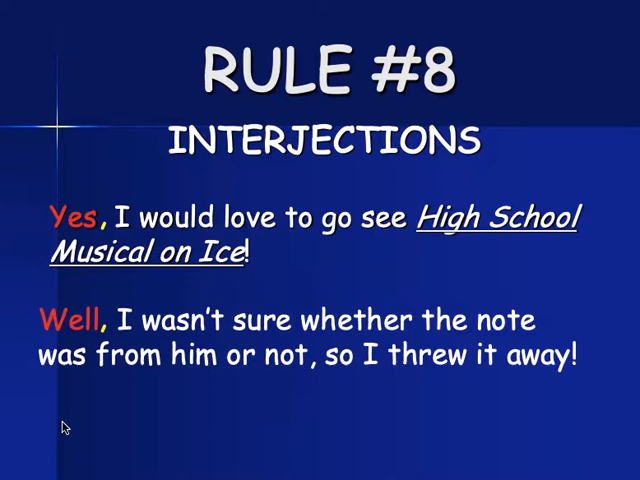 RULE #8
INTERJECTIONS
Yes, I would love to go see High School
Musical on Ice!
Well, I wasn't sure whether the note
was from him or not, so I threw it away!